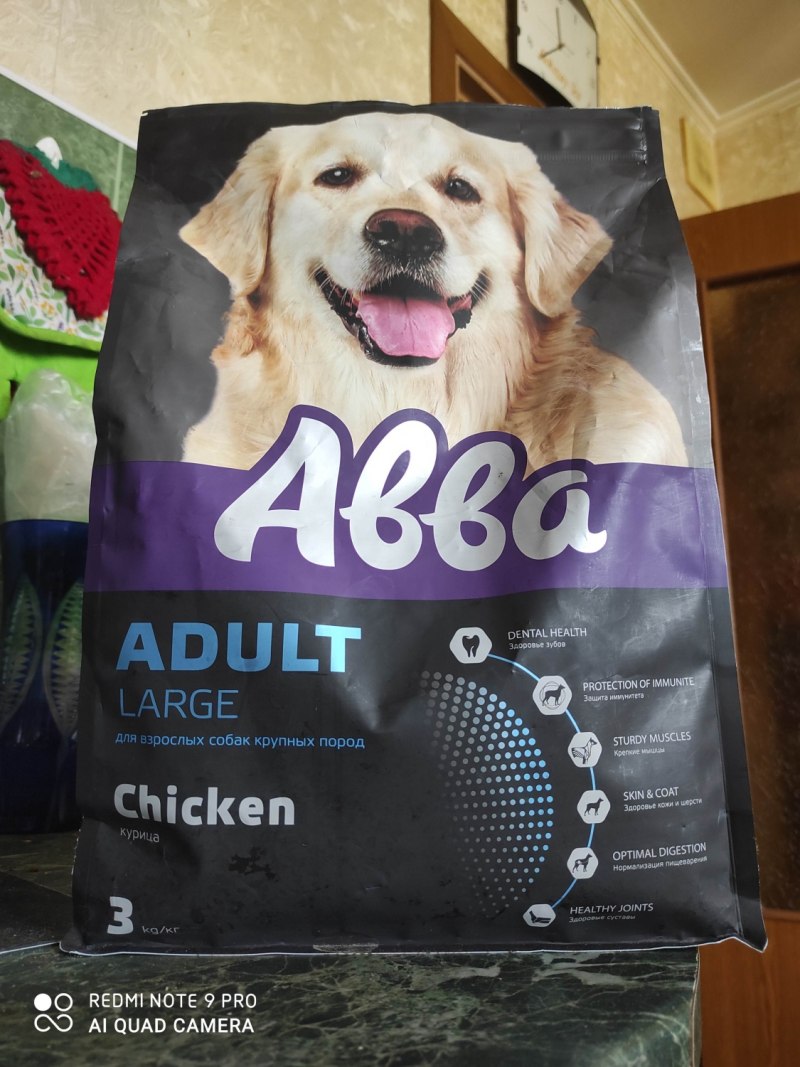 Авва
ADULT
LARGE
для взрослых собак крупных пород
Chicken
курица
3 kg/кг
DENTAL HEALTH
Здоровье зубов
PROTECTION OF IMMUNITE
Защита иммунитета
STURDY MUSCLES
Крепкие мышцы
SKIN & COAT
Здоровье кожи и шерсти
OPTIMAL DIGESTION
Нормализация пищеварения
HEALTHY JOINTS
Здоровые суставы
REDMI NOTE 9 PRO
AI QUAD CAMERA